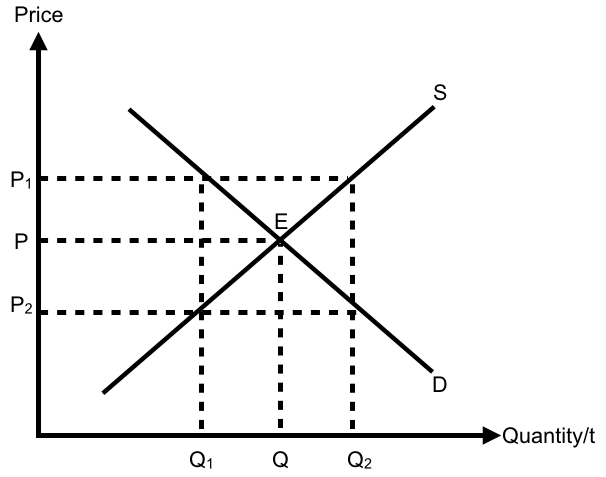 Price
S
P₁
E
P
P₂
D
Quantity/t
Q₁ Q Q₂